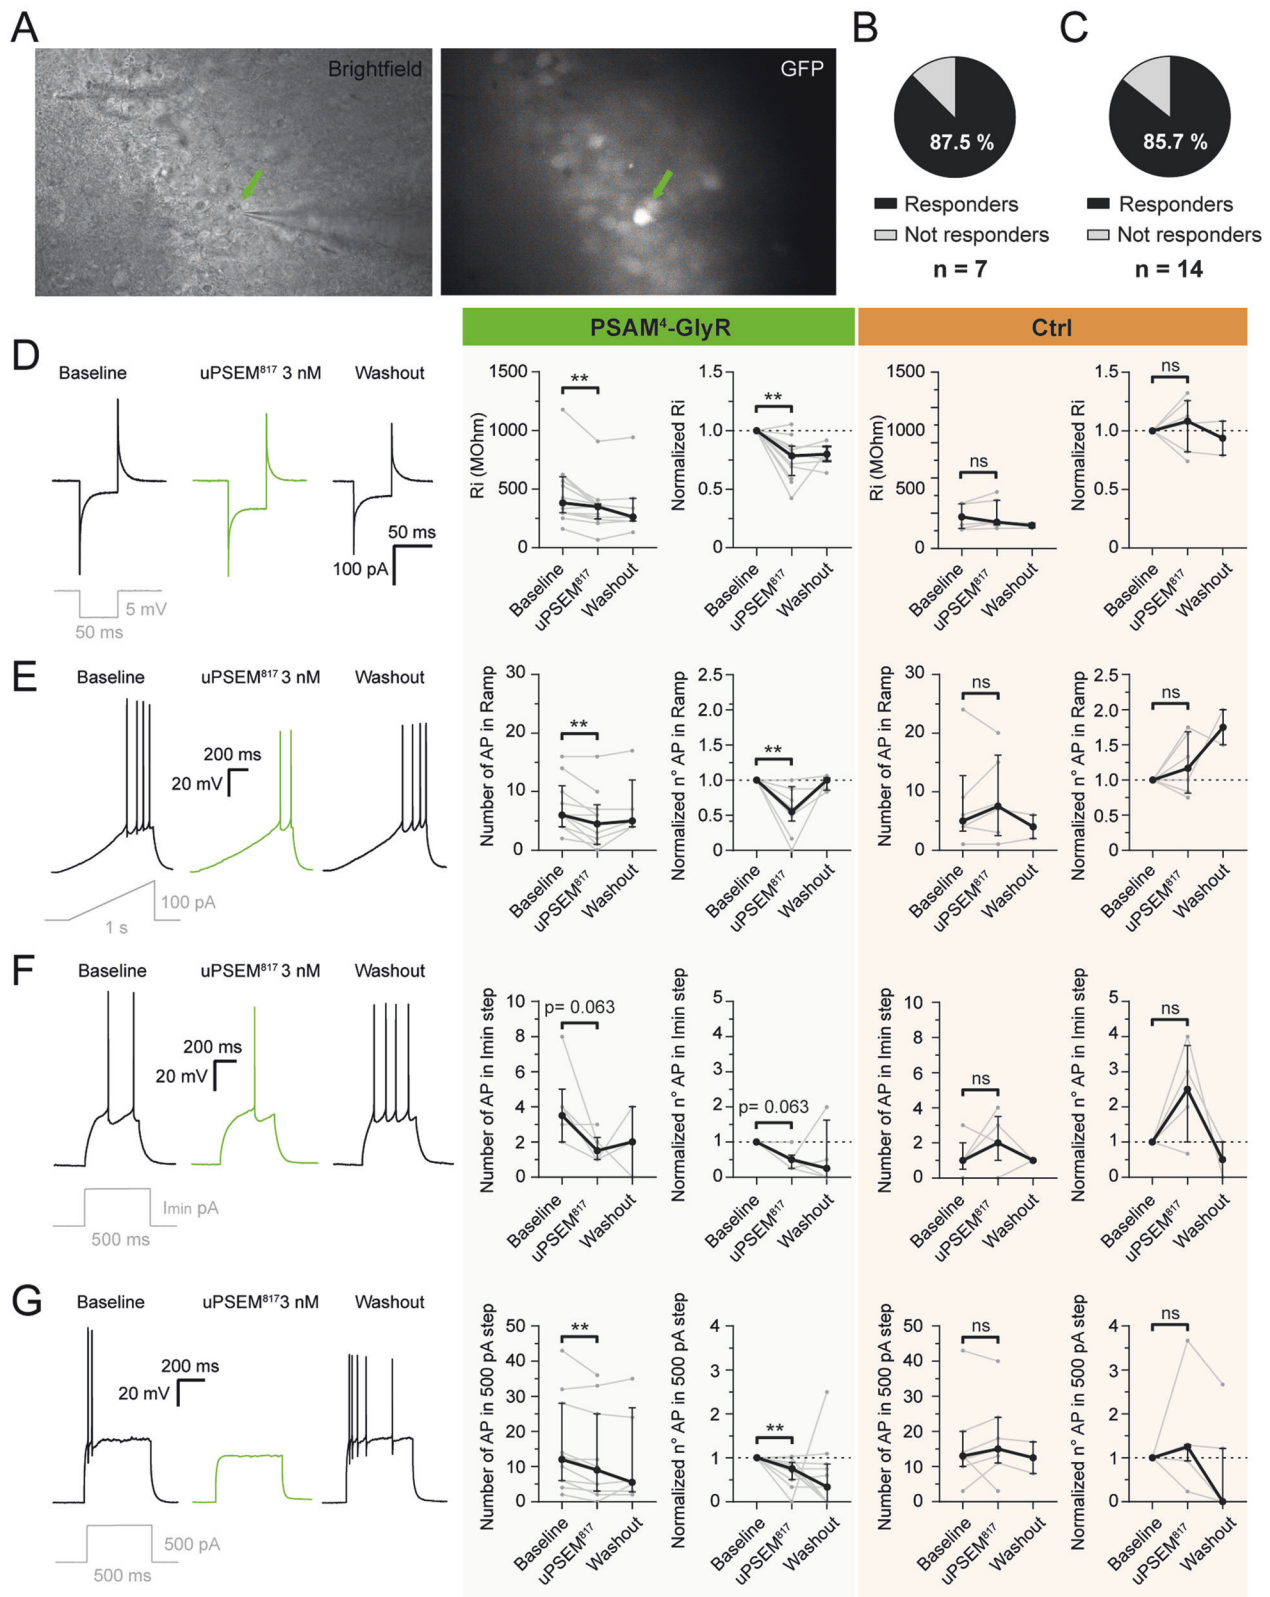 A
Brightfield
GFP
B
87.5 %
Responders
Not responders
n = 7
C
85.7 %
Responders
Not responders
n = 14
PSAM⁴-GlyR
Ctrl
D
Baseline
uPSEM⁸¹⁷ 3 nM
Washout
50 ms
100 pA
5 mV
50 ms
Ri (MOhm)
1500
1000
500
0
**
Baseline
uPSEM⁸¹⁷
Washout
Normalized Ri
1.5
1.0
0.5
0
**
Baseline
uPSEM⁸¹⁷
Washout
Ri (MOhm)
1500
1000
500
0
ns
Baseline
uPSEM⁸¹⁷
Washout
Normalized Ri
1.5
1.0
0.5
0
ns
Baseline
uPSEM⁸¹⁷
Washout
E
Baseline
uPSEM⁸¹⁷ 3 nM
Washout
200 ms
20 mV
100 pA
1 s
Number of AP in Ramp
30
20
10
0
**
Baseline
uPSEM⁸¹⁷
Washout
Normalized n° AP in Ramp
2.5
2.0
1.5
1.0
0.5
0
**
Baseline
uPSEM⁸¹⁷
Washout
Number of AP in Ramp
30
20
10
0
ns
Baseline
uPSEM⁸¹⁷
Washout
Normalized n° AP in Ramp
2.5
2.0
1.5
1.0
0.5
0
ns
Baseline
uPSEM⁸¹⁷
Washout
F
Baseline
uPSEM⁸¹⁷ 3 nM
Washout
200 ms
20 mV
Imin pA
500 ms
Number of AP in Imin step
10
8
6
4
2
0
p= 0.063
Baseline
uPSEM⁸¹⁷
Washout
Normalized n° AP in Imin step
5
4
3
2
1
0
p= 0.063
Baseline
uPSEM⁸¹⁷
Washout
Number of AP in Imin step
10
8
6
4
2
0
ns
Baseline
uPSEM⁸¹⁷
Washout
Normalized n° AP in Imin step
5
4
3
2
1
0
ns
Baseline
uPSEM⁸¹⁷
Washout
G
Baseline
uPSEM⁸¹⁷3 nM
Washout
200 ms
20 mV
500 pA
500 ms
Number of AP in 500 pA step
50
40
30
20
10
0
**
Baseline
uPSEM⁸¹⁷
Washout
Normalized n° AP in 500 pA step
4
3
2
1
0
**
Baseline
uPSEM⁸¹⁷
Washout
Number of AP in 500 pA step
50
40
30
20
10
0
ns
Baseline
uPSEM⁸¹⁷
Washout
Normalized n° AP in 500 pA step
4
3
2
1
0
ns
Baseline
uPSEM⁸¹⁷
Washout